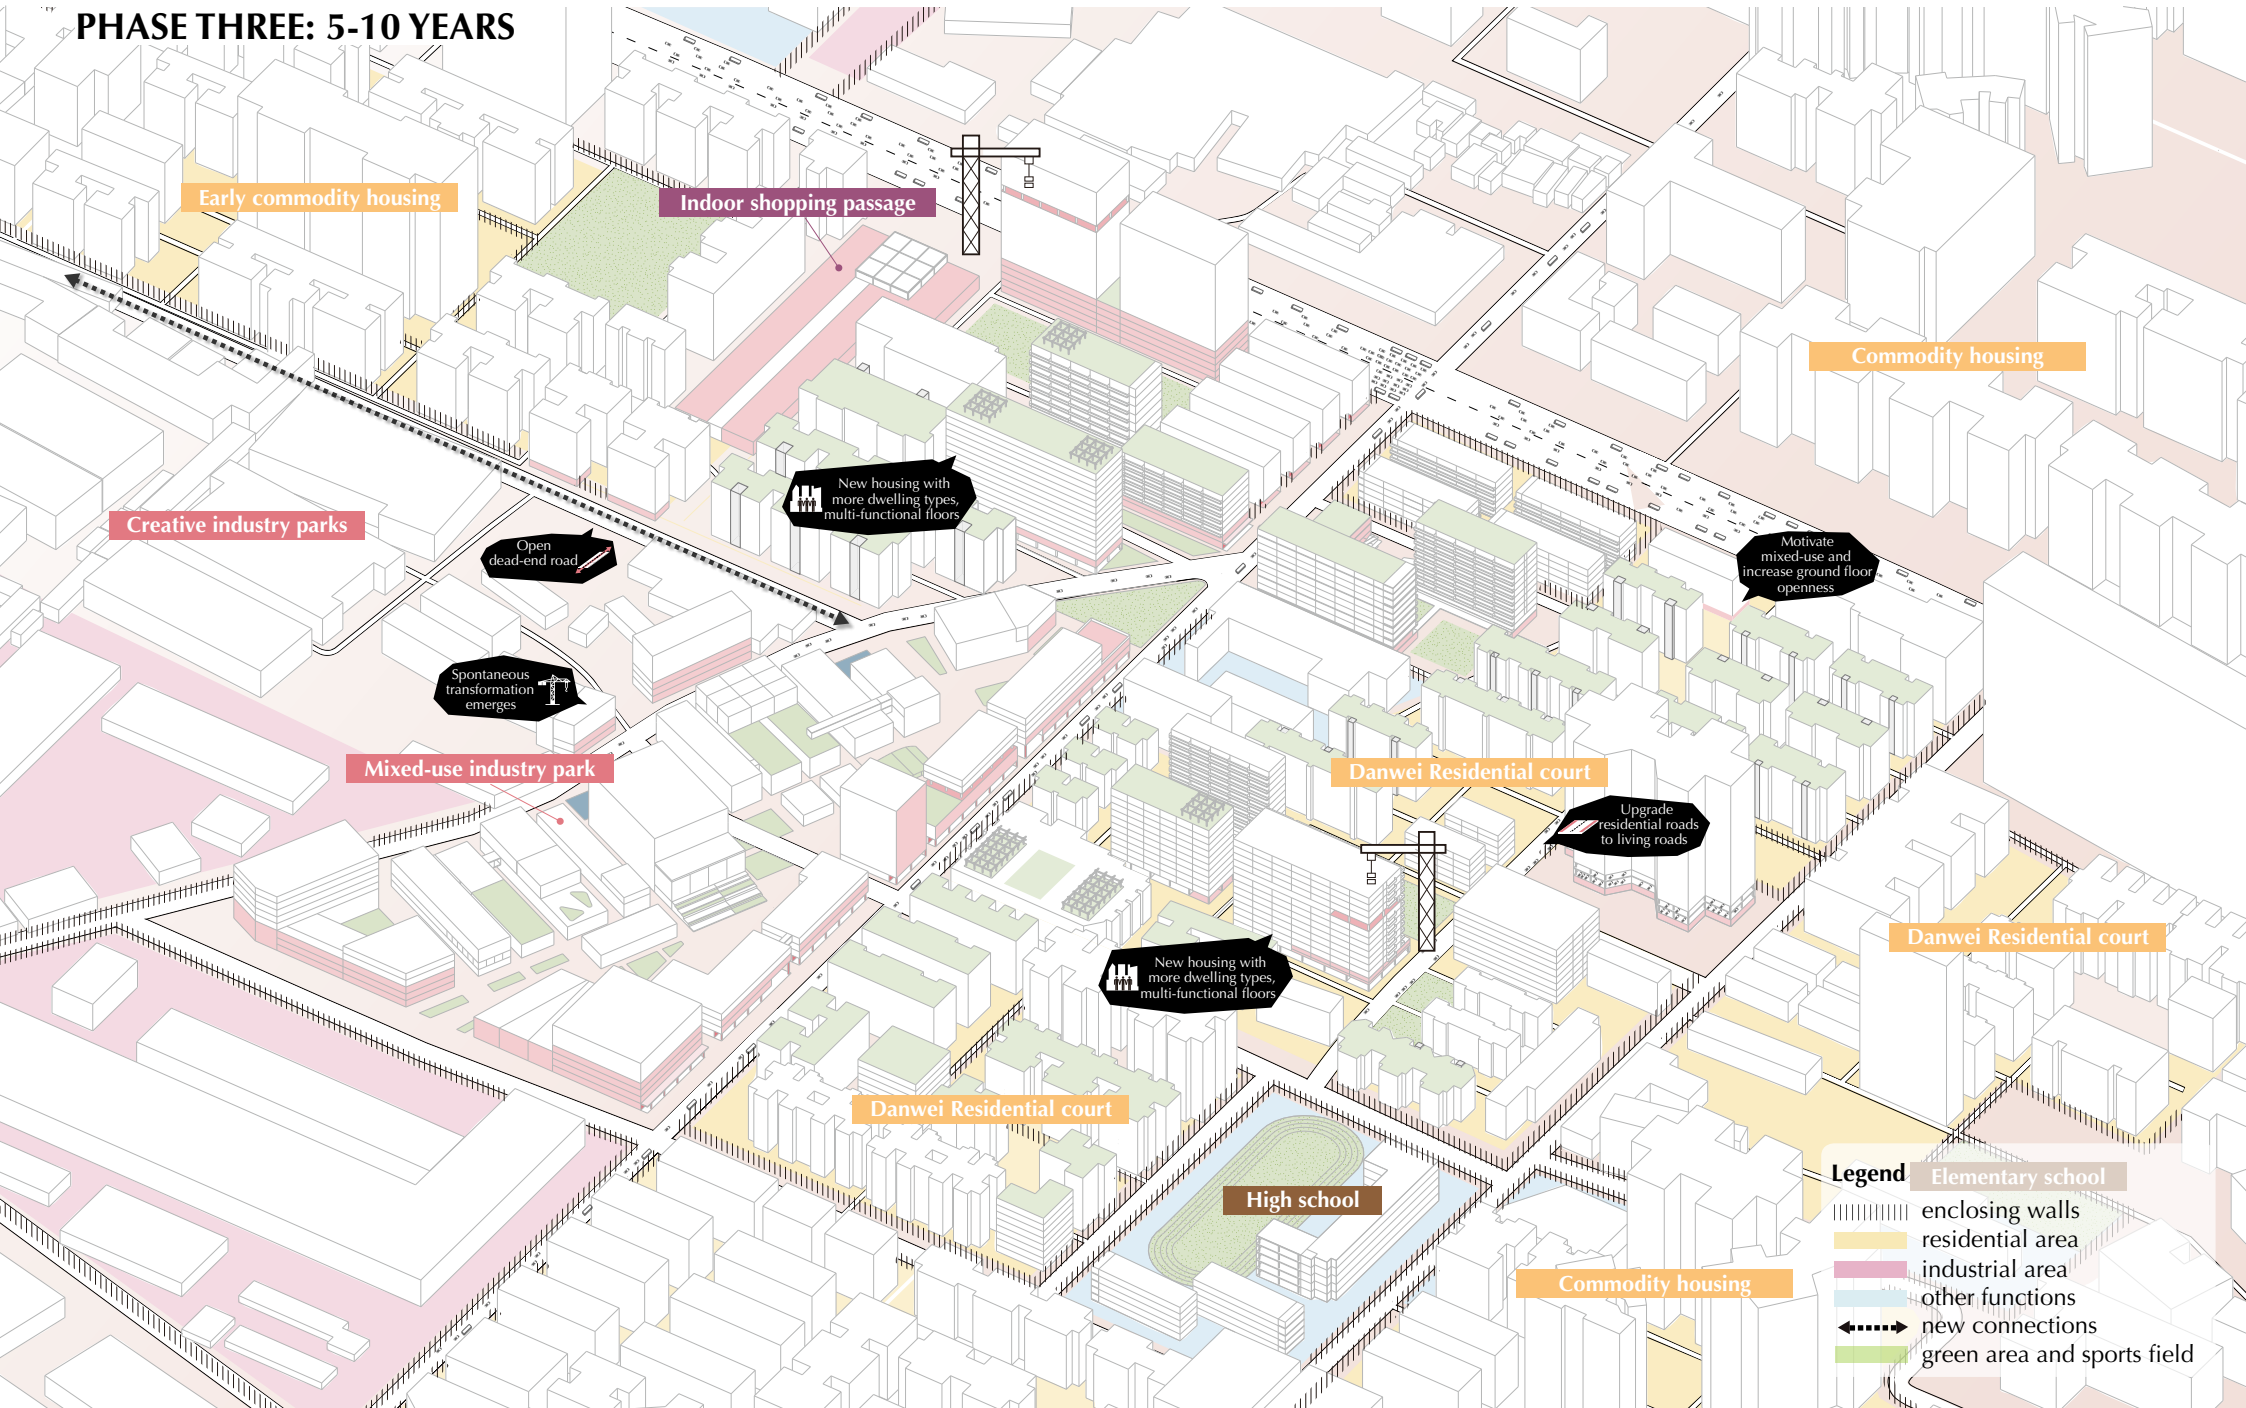 PHASE THREE: 5-10 YEARS
Early commodity housing
Indoor shopping passage
Commodity housing
New housing with
more dwelling types,
multi-functional floors
Creative industry parks
Open
dead-end road
Motivate
mixed-use and
increase ground floor
openness
Spontaneous
transformation
emerges
Mixed-use industry park
Danwei Residential court
Upgrade
residential roads
to living roads
Danwei Residential court
New housing with
more dwelling types,
multi-functional floors
Danwei Residential court
High school
Commodity housing
Legend
Elementary school
enclosing walls
residential area
industrial area
other functions
new connections
green area and sports field